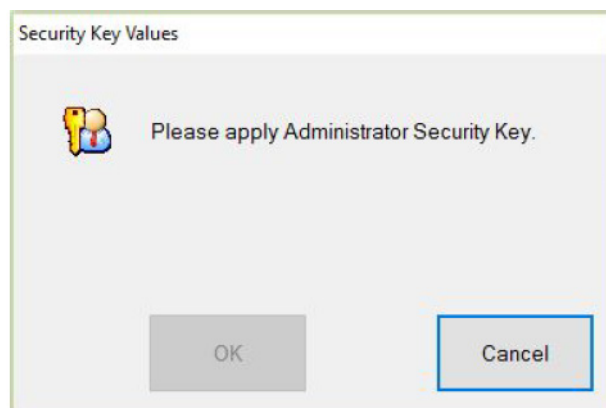 Security Key Values
Please apply Administrator Security Key.
OK
Cancel